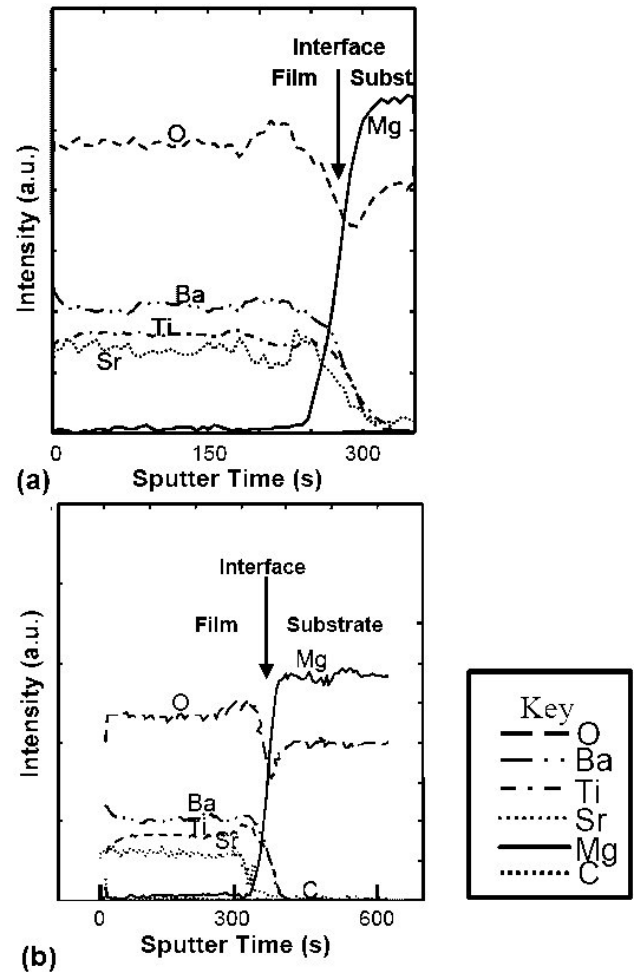 Interface
Film Subst.
Mg
O
Ba
Ti
Sr
Intensity (a.u.)
0 150 300
(a) Sputter Time (s)
Interface
Film Substrate
Mg
O
Ba
Ti
Sr
C
Intensity (a.u.)
0 300 600
(b) Sputter Time (s)
Key
O
Ba
Ti
Sr
Mg
C